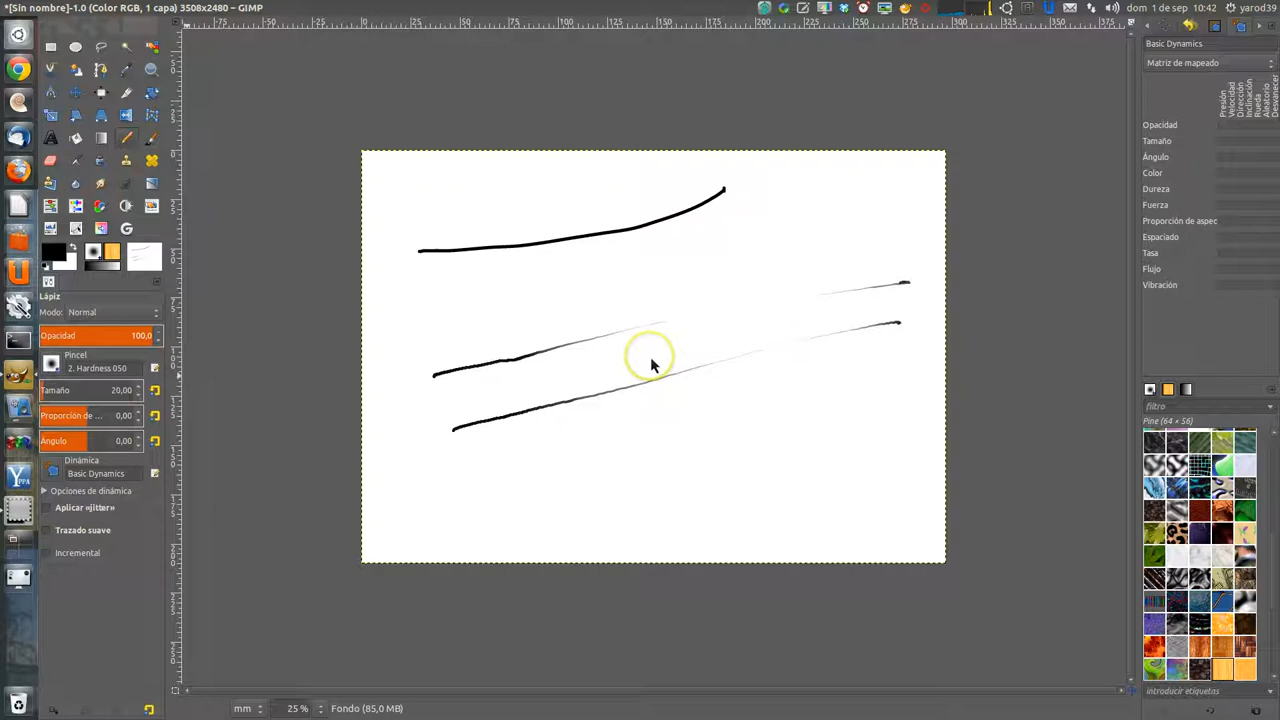 *[Sin nombre]-1.0 (Color RGB, 1 capa) 3508x2480 – GIMP
dom 1 de sep
10:42
yarod39
Lápiz
Modo: Normal
Opacidad 100,0
Pincel
2. Hardness 050
Tamaño 20,00
Proporción de ... 0,00
Ángulo 0,00
Dinámica
Basic Dynamics
Opciones de dinámica
Aplicar «jitter»
Trazado suave
Incremental
mm
25 %
Fondo (85,0 MB)
Basic Dynamics
Matriz de mapeado
Presión
Velocidad
Dirección
Inclinación
Rueda
Aleatorio
Desvanecer
Opacidad
Tamaño
Ángulo
Color
Dureza
Fuerza
Proporción de aspec
Espaciado
Tasa
Flujo
Vibración
filtro
Pine (64 × 56)
introducir etiquetas